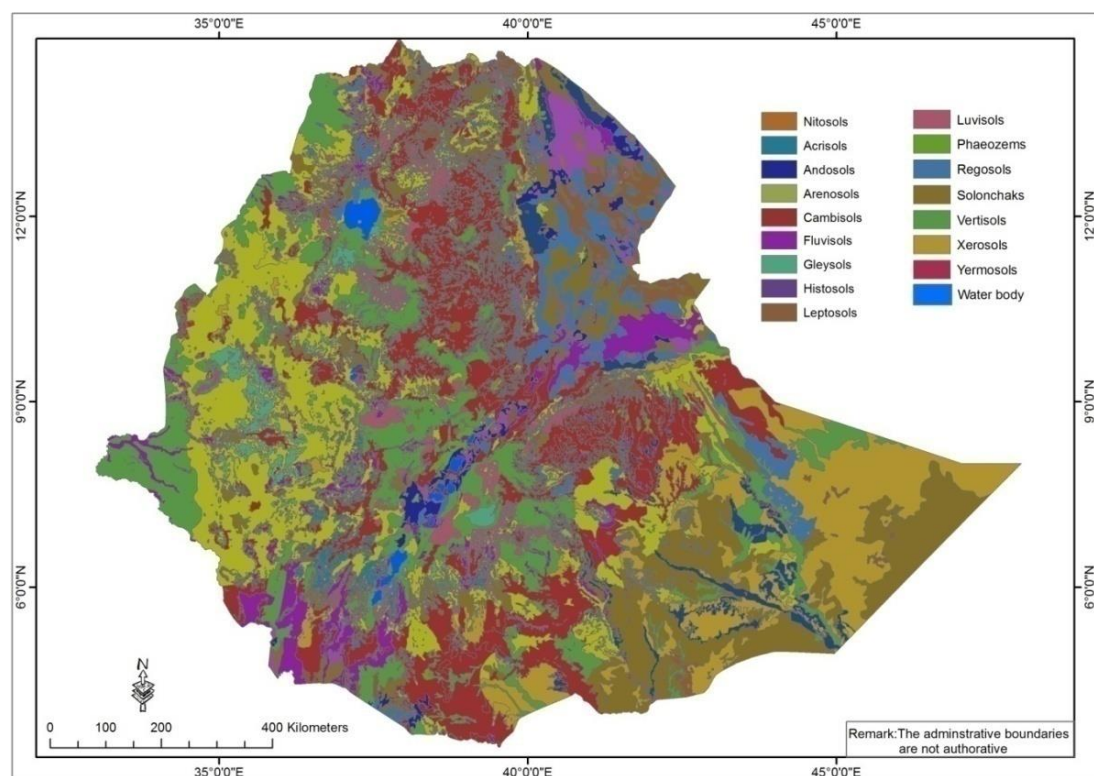 35°0'0"E 40°0'0"E 45°0'0"E
12°0'0"N
9°0'0"N
6°0'0"N
Nitosols
Acrisols
Andosols
Arenosols
Cambisols
Fluvisols
Gleysols
Histosols
Leptosols
Luvisols
Phaeozems
Regosols
Solonchaks
Vertisols
Xerosols
Yermosols
Water body
12°0'0"N
9°0'0"N
6°0'0"N
N
0 100 200 400 Kilometers
Remark:The adminstrative boundaries
are not authorative
35°0'0"E 40°0'0"E 45°0'0"E